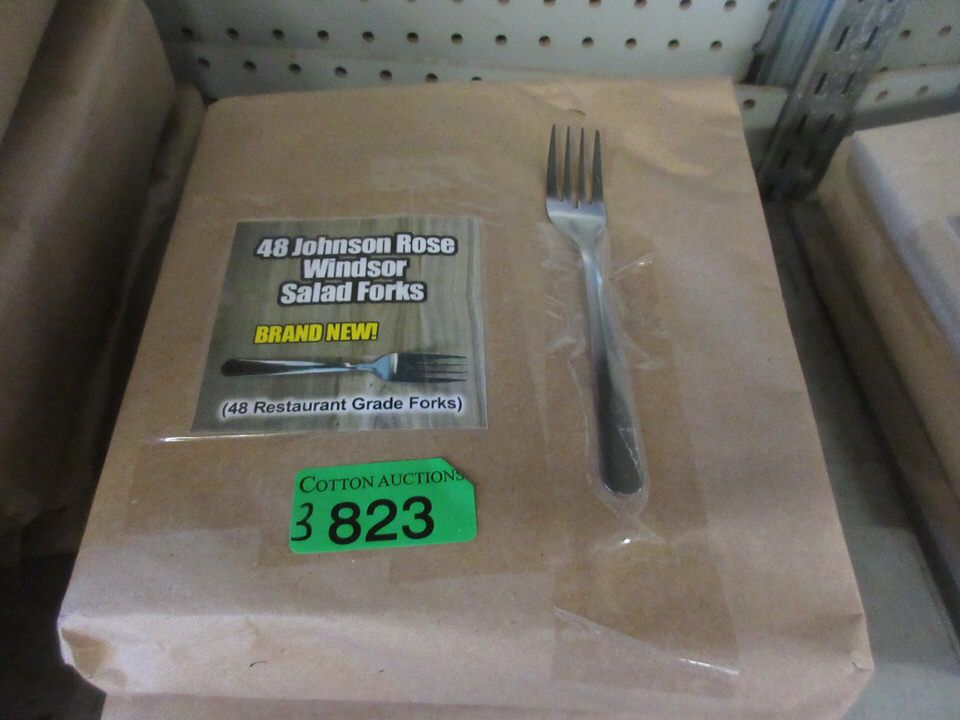 48 Johnson Rose
Windsor
Salad Forks
BRAND NEW!
(48 Restaurant Grade Forks)
COTTON AUCTIONS
3 823